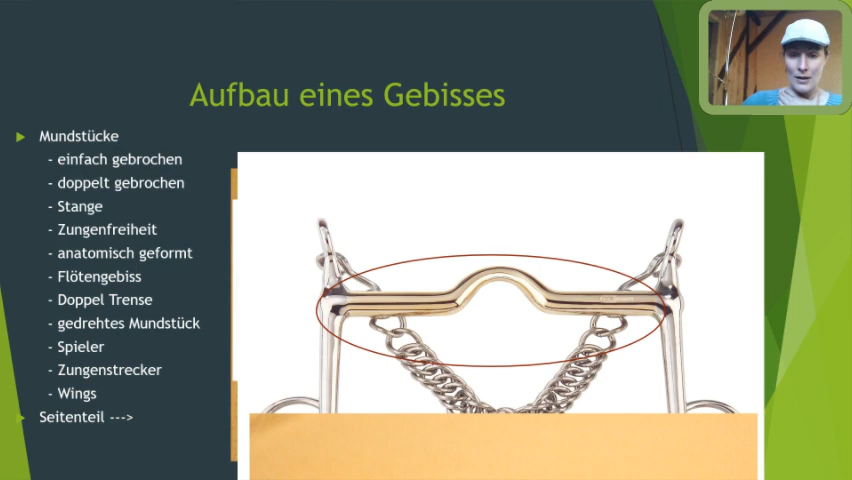 Aufbau eines Gebisses
Mundstücke
- einfach gebrochen
- doppelt gebrochen
- Stange
- Zungenfreiheit
- anatomisch geformt
- Flötengebiss
- Doppel Trense
- gedrehtes Mundstück
- Spieler
- Zungenstrecker
- Wings
Seitenteil --->